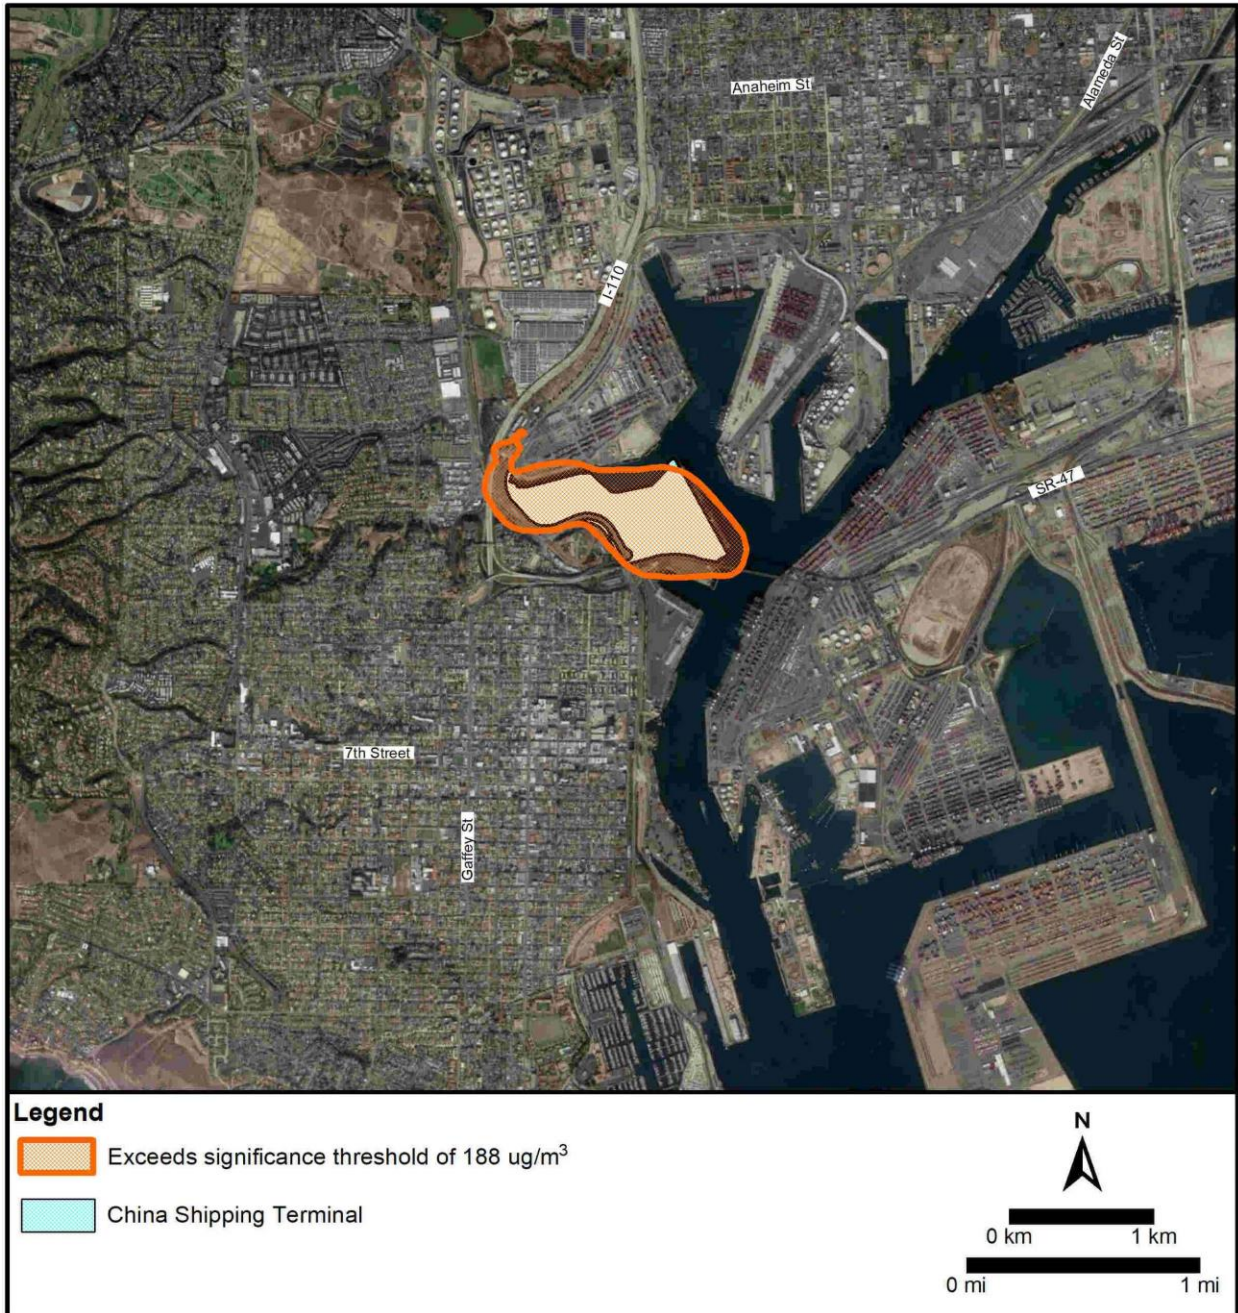 Anaheim St
Alameda St
I-110
SR-47
7th Street
Gaffey St
Legend
Exceeds significance threshold of 188 ug/m³
China Shipping Terminal
N
0 km 1 km
0 mi 1 mi